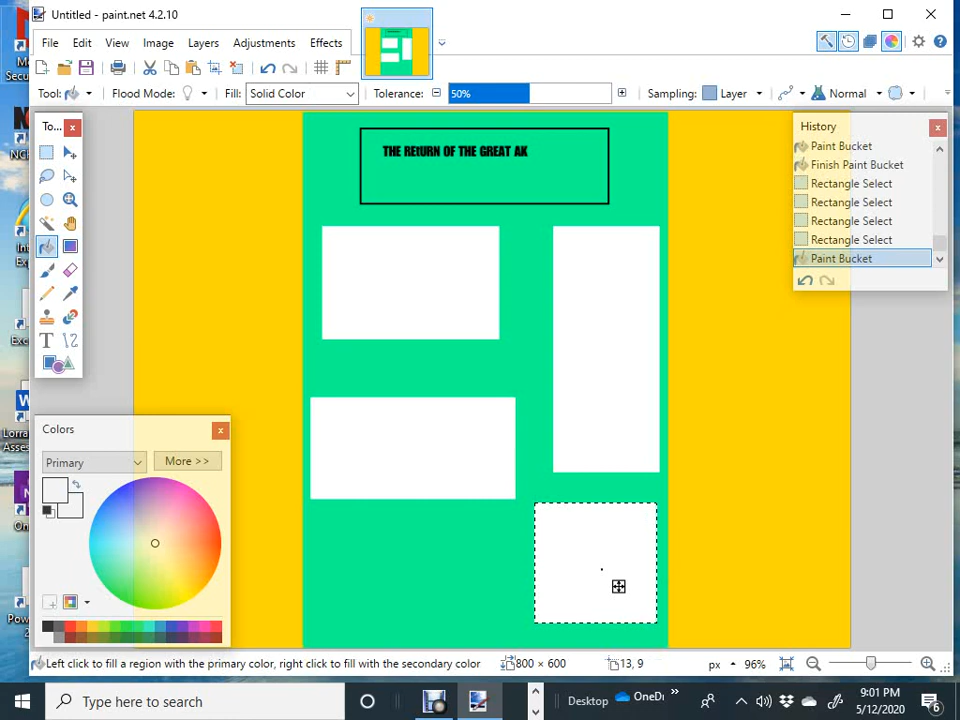 Untitled - paint.net 4.2.10
File Edit View Image Layers Adjustments Effects
Tool: Flood Mode: Fill: Solid Color Tolerance: 50% Sampling: Layer Normal
To... x
THE REtURN OF THE GREAT AK
History x
Paint Bucket
Finish Paint Bucket
Rectangle Select
Rectangle Select
Rectangle Select
Rectangle Select
Paint Bucket
Colors x
Primary More >>
Left click to fill a region with the primary color, right click to fill with the secondary color 800 × 600 13, 9 px 96%
Type here to search
Desktop OneDr »
9:01 PM
5/12/2020
6